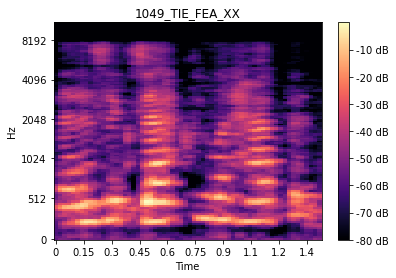 1049_TIE_FEA_XX
8192
4096
2048
1024
512
0
Hz
0 0.15 0.3 0.45 0.6 0.75 0.9 1.1 1.2 1.4
Time
-10 dB
-20 dB
-30 dB
-40 dB
-50 dB
-60 dB
-70 dB
-80 dB